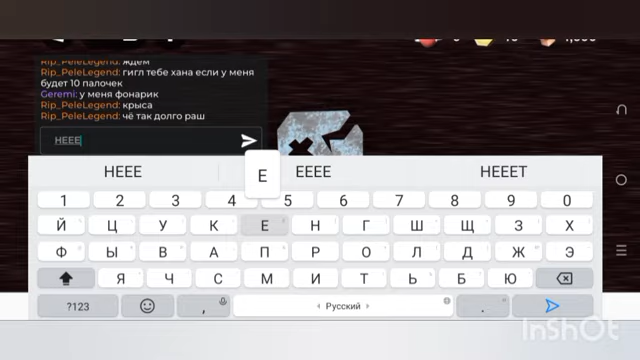 Rip_PeleLegend: ждём
Rip_PeleLegend: гигл тебе хана если у меня
будет 10 палочек
Geremi: у меня фонарик
Rip_PeleLegend: крыса
Rip_PeleLegend: чё так долго раш
НЕЕЕ
НЕЕЕ ЕЕЕЕ НЕЕЕТ
Е
1 2 3 4 5 6 7 8 9 0
Й Ц У К Е Н Г Ш Щ З Х
Ф Ы В А П Р О Л Д Ж Э
Я Ч С М И Т Ь Б Ю
?123 , Русский .
InShOt